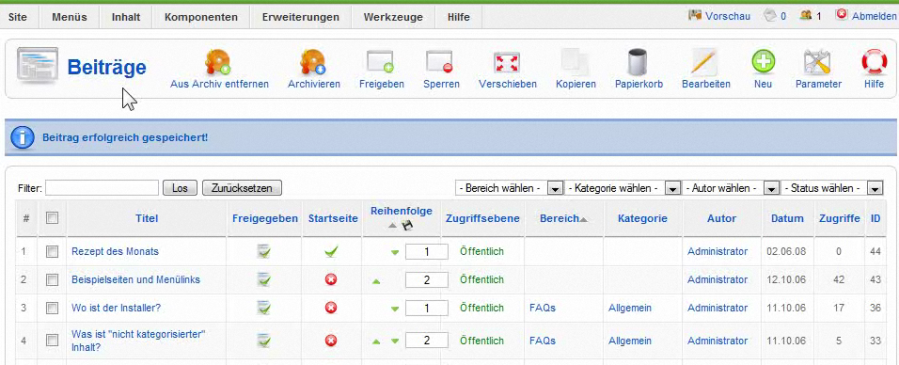 Site Menüs Inhalt Komponenten Erweiterungen Werkzeuge Hilfe Vorschau 0 1 Abmelden
Beiträge
Aus Archiv entfernen Archivieren Freigeben Sperren Verschieben Kopieren Papierkorb Bearbeiten Neu Parameter Hilfe
Beitrag erfolgreich gespeichert!
Filter: Los Zurücksetzen - Bereich wählen - - Kategorie wählen - - Autor wählen - - Status wählen -
# Titel Freigegeben Startseite Reihenfolge Zugriffsebene Bereich Kategorie Autor Datum Zugriffe ID
1 Rezept des Monats 1 Öffentlich Administrator 02.06.08 0 44
2 Beispielseiten und Menülinks 2 Öffentlich Administrator 12.10.06 42 43
3 Wo ist der Installer? 1 Öffentlich FAQs Allgemein Administrator 11.10.06 17 36
4 Was ist "nicht kategorisierter" Inhalt? 2 Öffentlich FAQs Allgemein Administrator 11.10.06 5 33